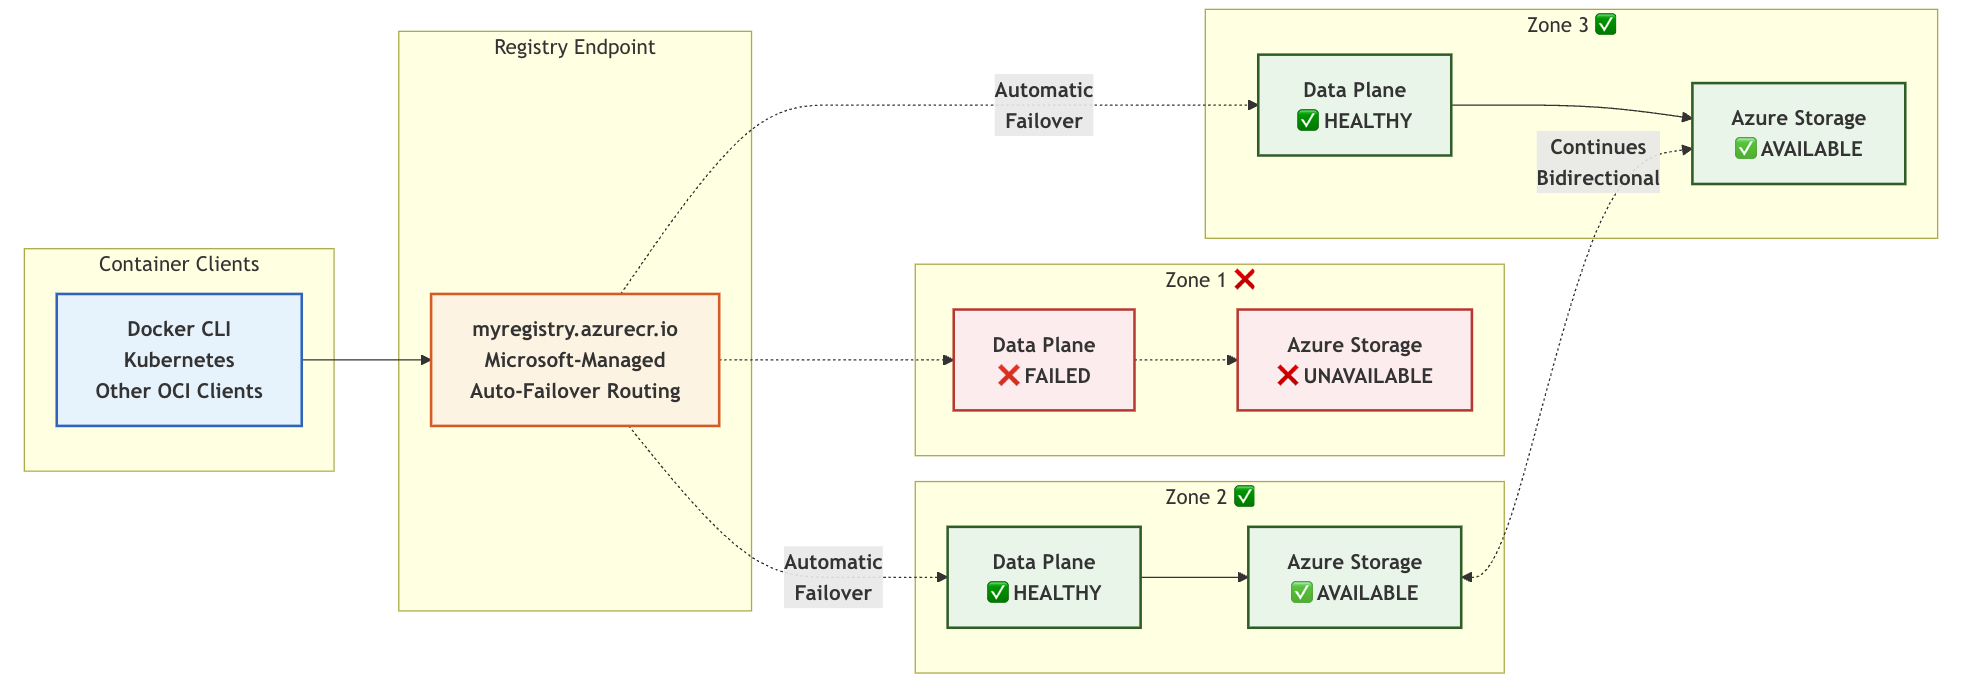 Container Clients
Docker CLI
Kubernetes
Other OCI Clients
Registry Endpoint
myregistry.azurecr.io
Microsoft-Managed
Auto-Failover Routing
Automatic
Failover
Zone 3 ✅
Data Plane
✅ HEALTHY
Azure Storage
✅ AVAILABLE
Continues
Bidirectional
Zone 1 ❌
Data Plane
❌ FAILED
Azure Storage
❌ UNAVAILABLE
Automatic
Failover
Zone 2 ✅
Data Plane
✅ HEALTHY
Azure Storage
✅ AVAILABLE